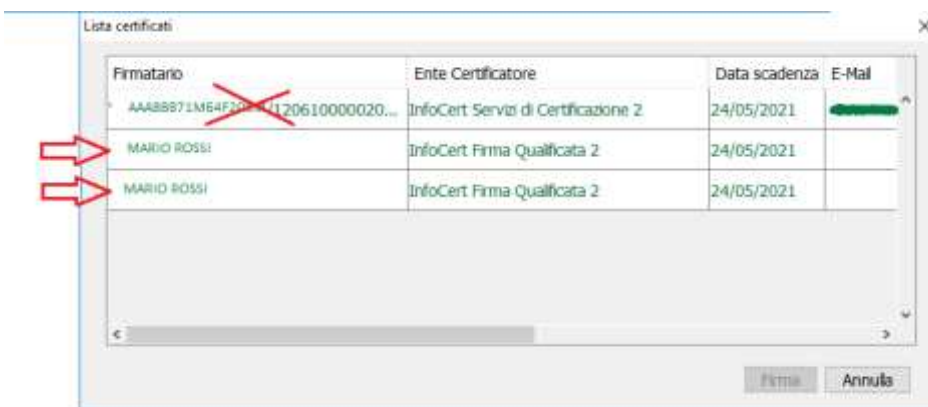 Lista certificati
Firmatario Ente Certificatore Data scadenza E-Mail
InfoCert Servizi di Certificazione 2 24/05/2021
MARIO ROSSI InfoCert Firma Qualificata 2 24/05/2021
MARIO ROSSI InfoCert Firma Qualificata 2 24/05/2021
Firma Annulla